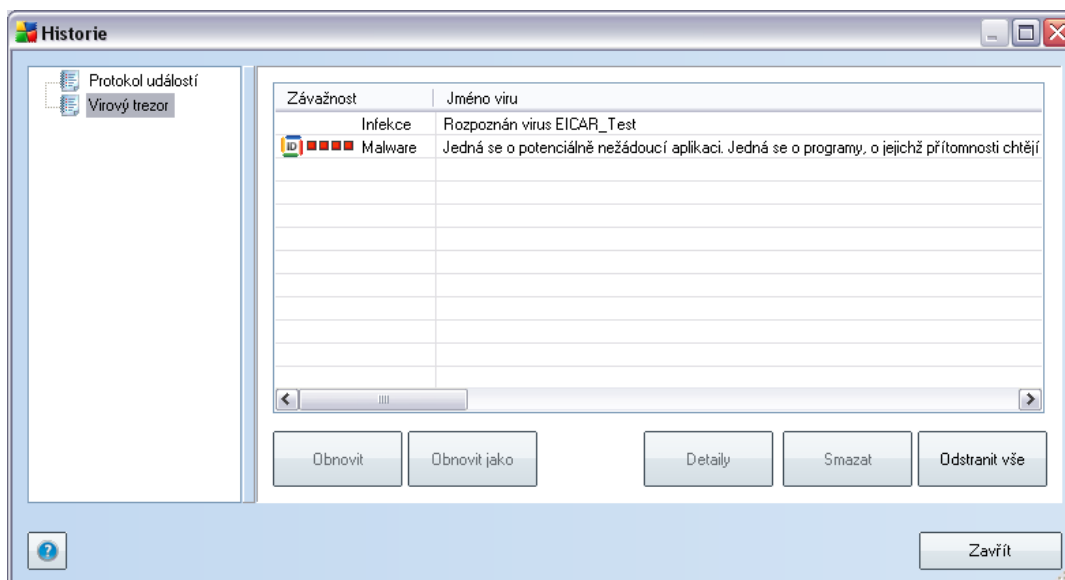 Historie
Protokol událostí
Virový trezor
Závažnost Jméno viru
Infekce Rozpoznán virus EICAR_Test
ID Malware Jedná se o potenciálně nežádoucí aplikaci. Jedná se o programy, o jejichž přítomnosti chtějí
Obnovit Obnovit jako Detaily Smazat Odstranit vše
? Zavřít